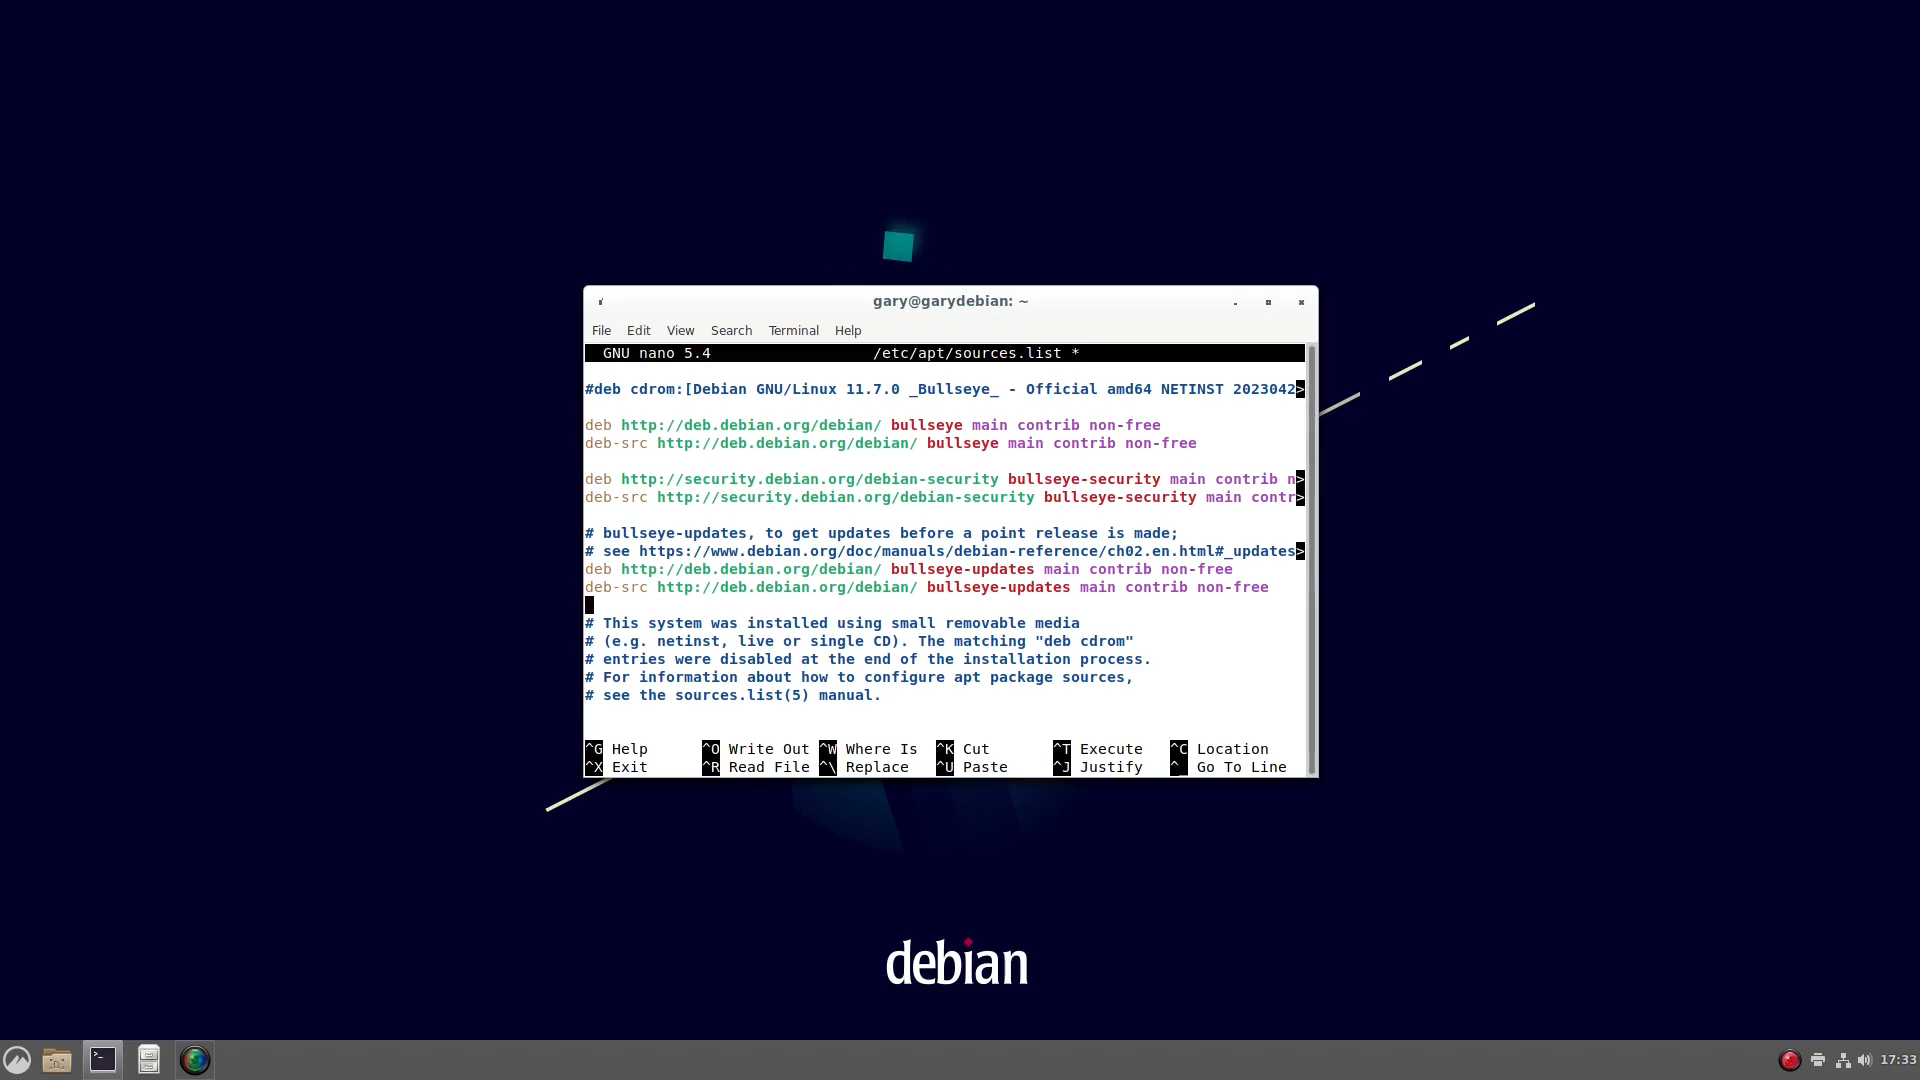 gary@garydebian: ~
File Edit View Search Terminal Help
GNU nano 5.4 /etc/apt/sources.list *
#deb cdrom:[Debian GNU/Linux 11.7.0 _Bullseye_ - Official amd64 NETINST 2023042>
deb http://deb.debian.org/debian/ bullseye main contrib non-free
deb-src http://deb.debian.org/debian/ bullseye main contrib non-free
deb http://security.debian.org/debian-security bullseye-security main contrib n>
deb-src http://security.debian.org/debian-security bullseye-security main contr>
# bullseye-updates, to get updates before a point release is made;
# see https://www.debian.org/doc/manuals/debian-reference/ch02.en.html#_updates>
deb http://deb.debian.org/debian/ bullseye-updates main contrib non-free
deb-src http://deb.debian.org/debian/ bullseye-updates main contrib non-free
# This system was installed using small removable media
# (e.g. netinst, live or single CD). The matching "deb cdrom"
# entries were disabled at the end of the installation process.
# For information about how to configure apt package sources,
# see the sources.list(5) manual.
^G Help ^O Write Out ^W Where Is ^K Cut ^T Execute ^C Location
^X Exit ^R Read File ^\ Replace ^U Paste ^J Justify ^_ Go To Line
debian
17:33